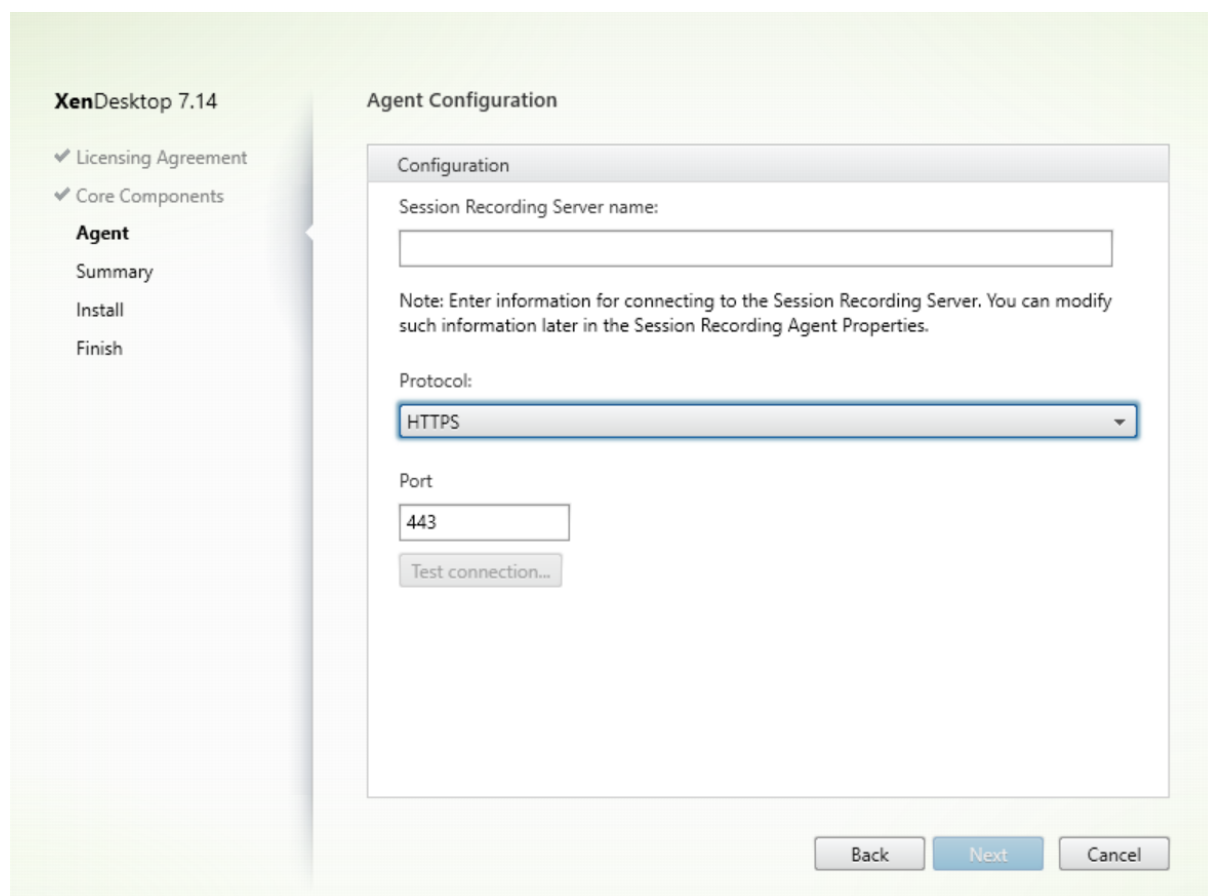 XenDesktop 7.14
Licensing Agreement
Core Components
Agent
Summary
Install
Finish
Agent Configuration
Configuration
Session Recording Server name:
Note: Enter information for connecting to the Session Recording Server. You can modify
such information later in the Session Recording Agent Properties.
Protocol:
HTTPS
Port
443
Test connection...
Back
Next
Cancel